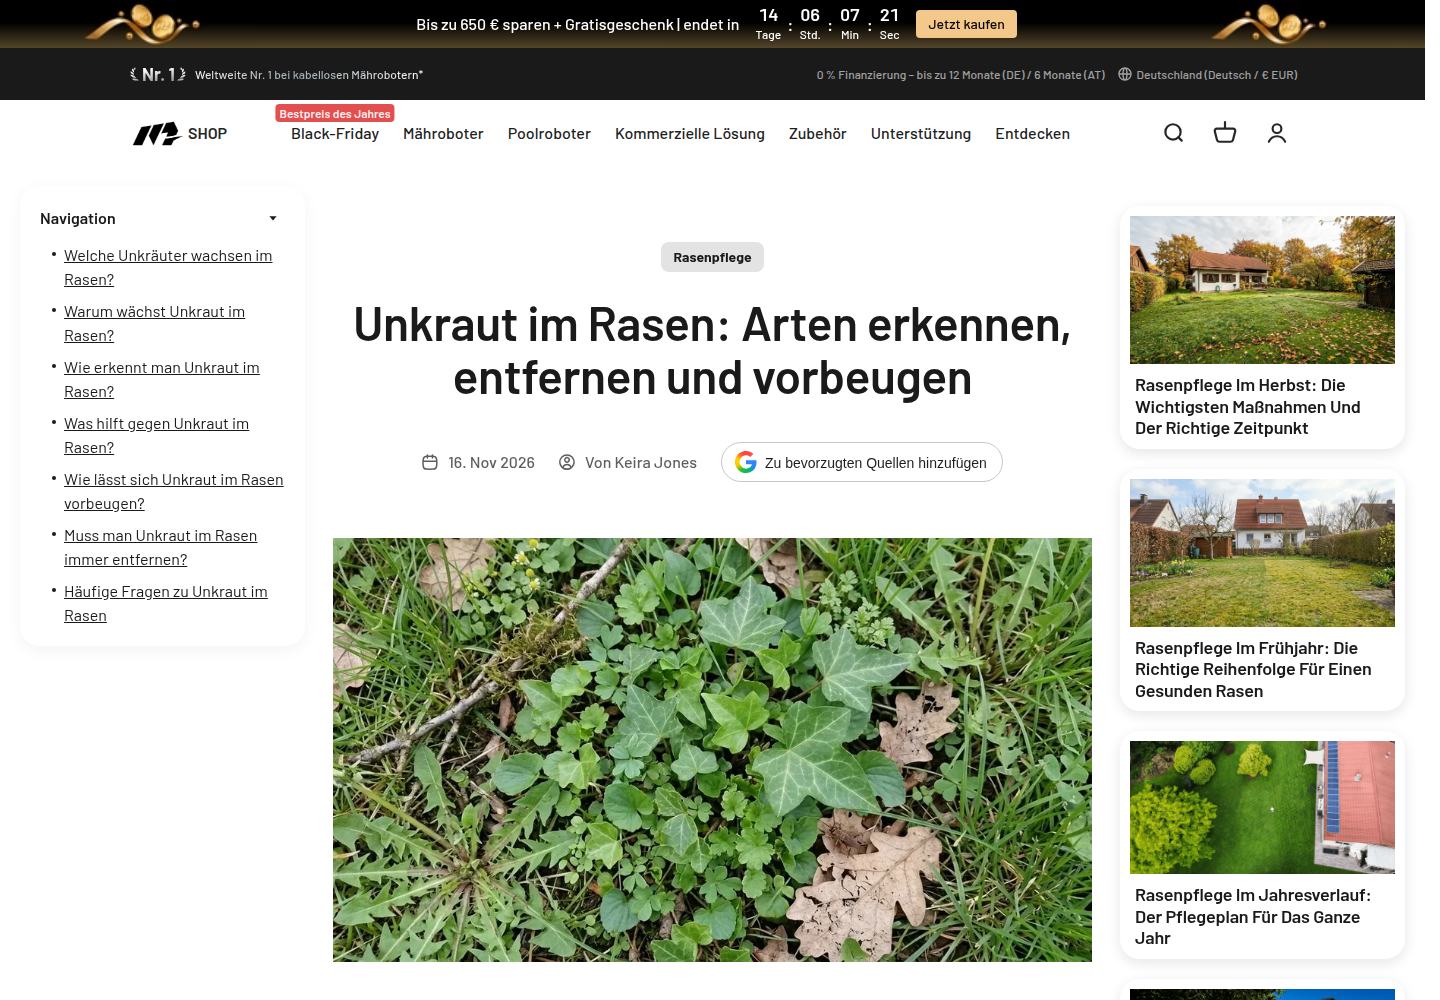 Bis zu 650 € sparen + Gratisgeschenk | endet in
14 : 06 : 07 : 21
Tage Std. Min Sec
Jetzt kaufen
Nr. 1
Weltweite Nr. 1 bei kabellosen Mährobotern*
0 % Finanzierung – bis zu 12 Monate (DE) / 6 Monate (AT)
Deutschland (Deutsch / € EUR)
Bestpreis des Jahres
SHOP
Black-Friday
Mähroboter
Poolroboter
Kommerzielle Lösung
Zubehör
Unterstützung
Entdecken
Navigation
• Welche Unkräuter wachsen im
Rasen?
• Warum wächst Unkraut im
Rasen?
• Wie erkennt man Unkraut im
Rasen?
• Was hilft gegen Unkraut im
Rasen?
• Wie lässt sich Unkraut im Rasen
vorbeugen?
• Muss man Unkraut im Rasen
immer entfernen?
• Häufige Fragen zu Unkraut im
Rasen
Rasenpflege
Unkraut im Rasen: Arten erkennen,
entfernen und vorbeugen
16. Nov 2026
Von Keira Jones
Zu bevorzugten Quellen hinzufügen
Rasenpflege Im Herbst: Die
Wichtigsten Maßnahmen Und
Der Richtige Zeitpunkt
Rasenpflege Im Frühjahr: Die
Richtige Reihenfolge Für Einen
Gesunden Rasen
Rasenpflege Im Jahresverlauf:
Der Pflegeplan Für Das Ganze
Jahr